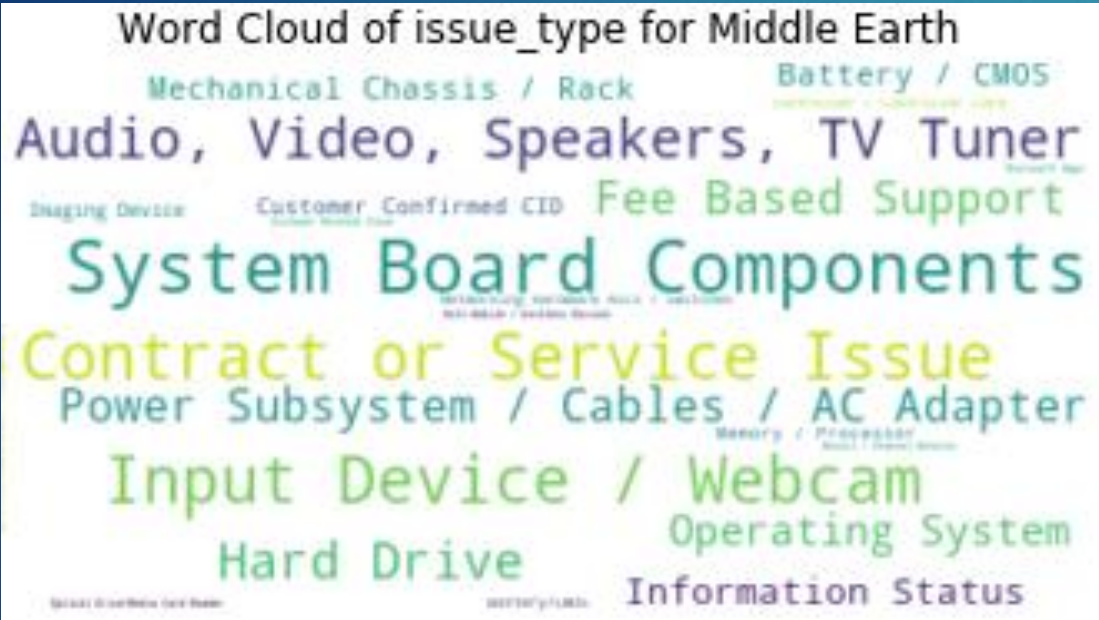 Word Cloud of issue_type for Middle Earth
Mechanical Chassis / Rack
Battery / CMOS
Audio, Video, Speakers, TV Tuner
Imaging Device
Customer Confirmed CID
Fee Based Support
System Board Components
Contract or Service Issue
Power Subsystem / Cables / AC Adapter
Memory / Processor
Input Device / Webcam
Operating System
Hard Drive
Information Status